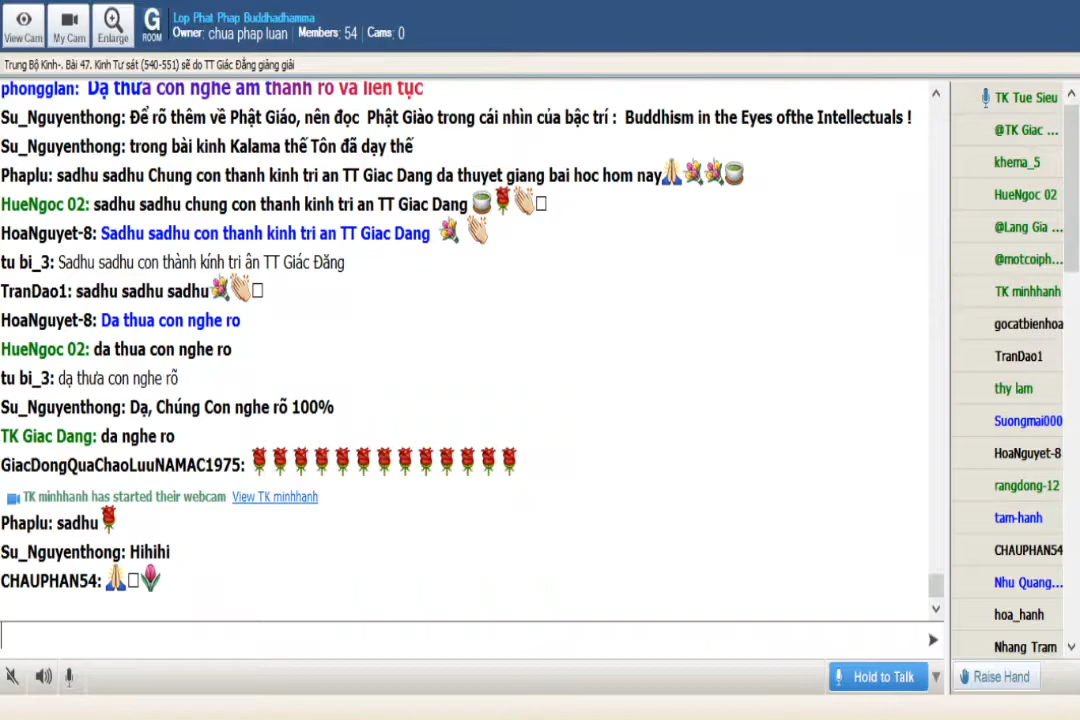 Lop Phat Phap Buddhadhamma
Owner: chua phap luan | Members: 54 | Cams: 0
View Cam
My Cam
Enlarge
G
ROOM
Trung Bộ Kinh-. Bài 47. Kinh Tư sát (540-551) sẽ do TT Giác Đẳng giảng giải
phongglan: Dạ thưa con nghe âm thanh rõ và liên tục
Su_Nguyenthong: Để rõ thêm về Phật Giáo, nên đọc Phật Giào trong cái nhìn của bậc trí : Buddhism in the Eyes ofthe Intellectuals !
Su_Nguyenthong: trong bài kinh Kalama thế Tôn đã dạy thế
Phaplu: sadhu sadhu Chung con thanh kinh tri an TT Giac Dang da thuyet giang bai hoc hom nay
HueNgoc 02: sadhu sadhu chung con thanh kinh tri an TT Giac Dang
HoaNguyet-8: Sadhu sadhu con thanh kinh tri an TT Giac Dang
tu bi_3: Sadhu sadhu con thành kính tri ân TT Giác Đăng
TranDao1: sadhu sadhu sadhu
HoaNguyet-8: Da thua con nghe ro
HueNgoc 02: da thua con nghe ro
tu bi_3: dạ thưa con nghe rõ
Su_Nguyenthong: Dạ, Chúng Con nghe rõ 100%
TK Giac Dang: da nghe ro
GiacDongQuaChaoLuuNAMAC1975:
TK minhhanh has started their webcam View TK minhhanh
Phaplu: sadhu
Su_Nguyenthong: Hihihi
CHAUPHAN54:
TK Tue Sieu
@TK Giac ...
khema_5
HueNgoc 02
@Lang Gia ...
@motcoiph...
TK minhhanh
gocatbienhoa
TranDao1
thy lam
Suongmai000
HoaNguyet-8
rangdong-12
tam-hanh
CHAUPHAN54
Nhu Quang...
hoa_hanh
Nhang Tram
Hold to Talk
Raise Hand